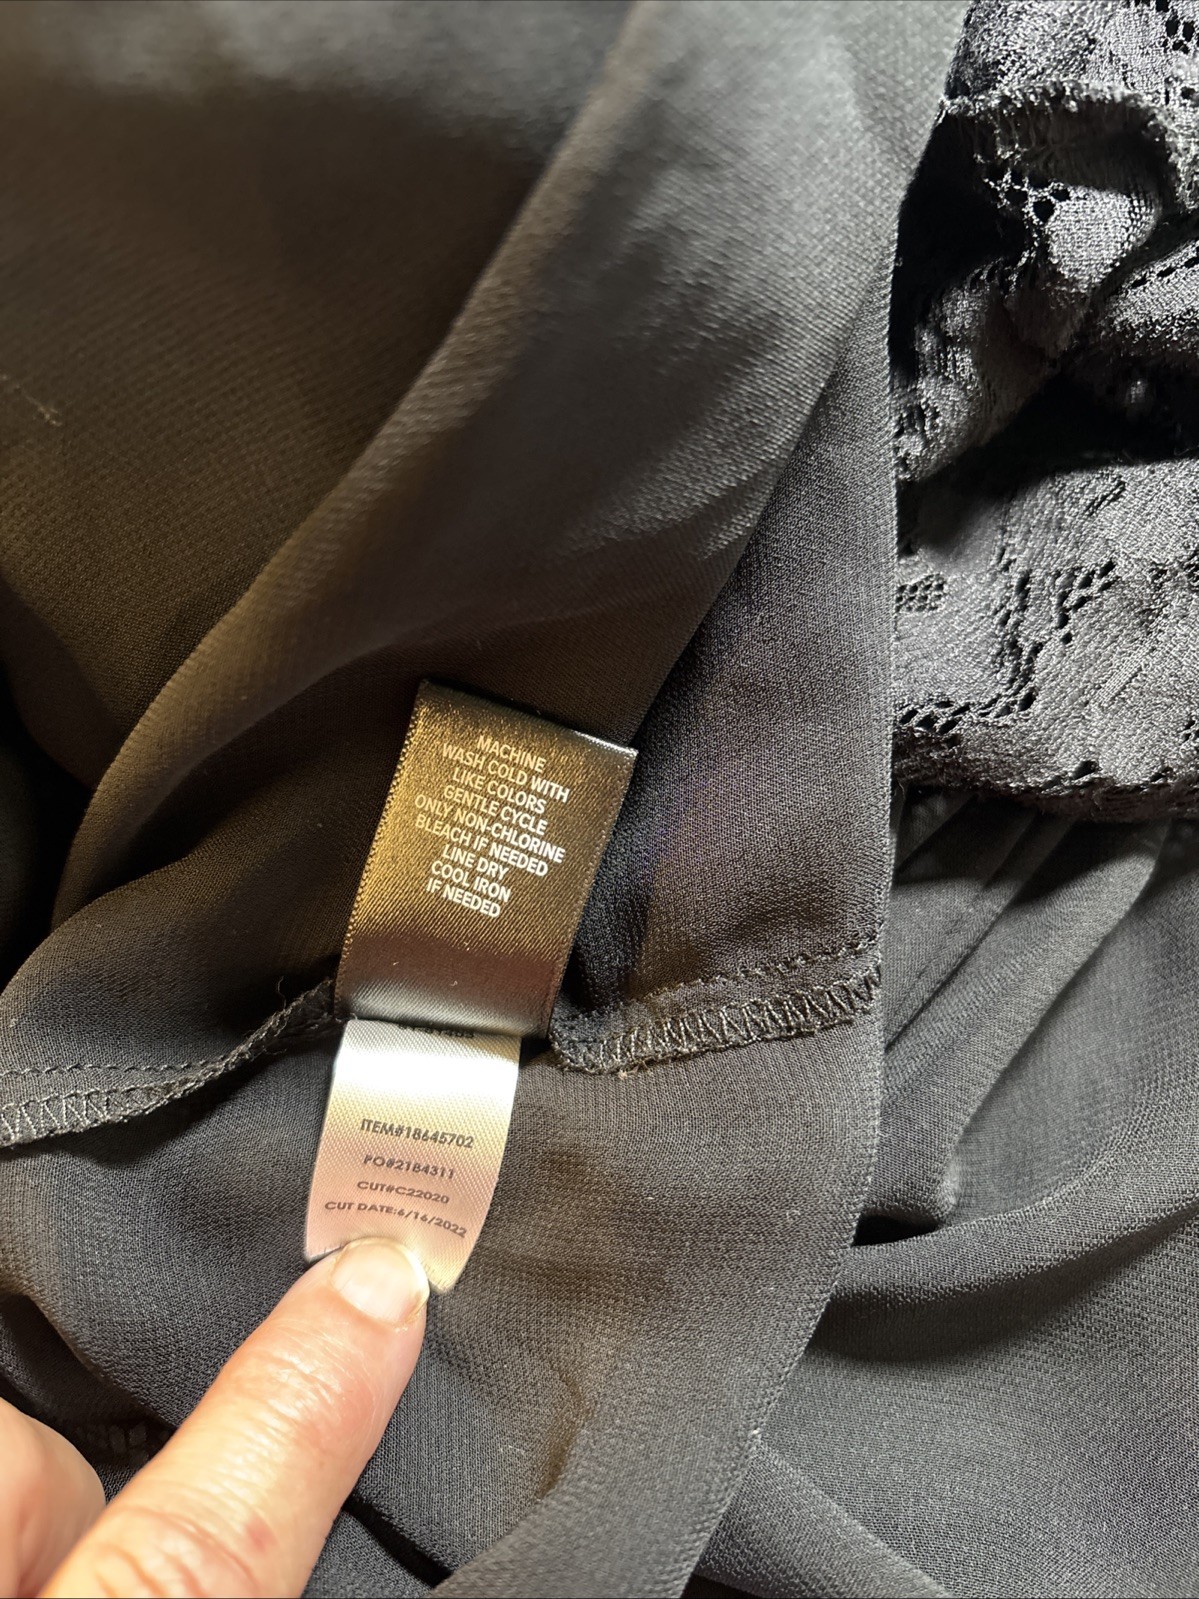 MACHINE
WASH COLD WITH
LIKE COLORS
GENTLE CYCLE
ONLY NON-CHLORINE
BLEACH IF NEEDED
LINE DRY
COOL IRON
IF NEEDED
ITEM#18645702
PO#2184311
CUT#C22020
CUT DATE:6/16/2022